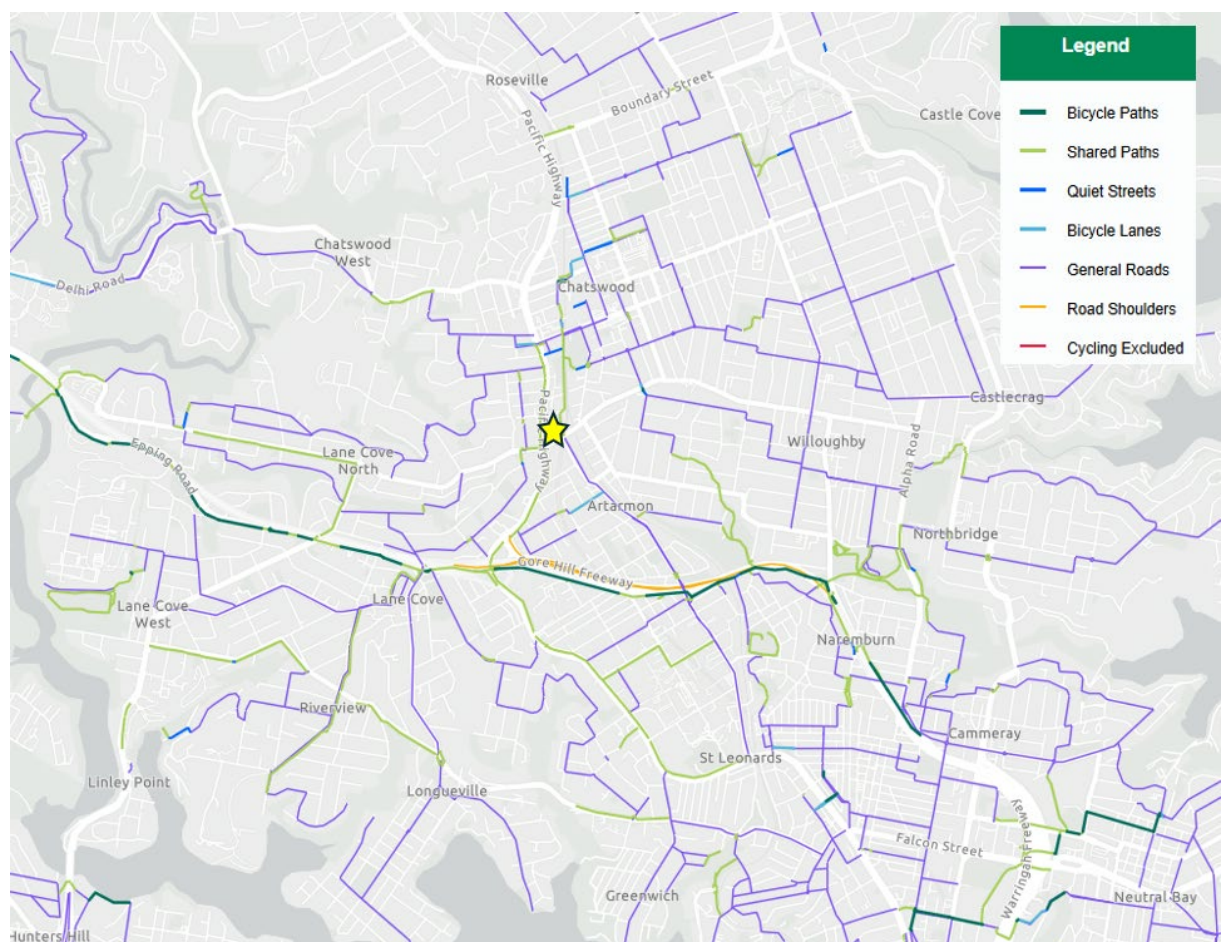 Legend
Bicycle Paths
Shared Paths
Quiet Streets
Bicycle Lanes
General Roads
Road Shoulders
Cycling Excluded
Roseville
Boundary Street
Castle Cove
Pacific Highway
Chatswood
West
Delhi Road
Chatswood
Castlecrag
Pacific Highway
Willoughby
Alpha Road
Epping Road
Lane Cove
North
Artarmon
Northbridge
Gore Hill Freeway
Lane Cove
Lane Cove
West
Naremburn
Riverview
Cammeray
St Leonards
Linley Point
Longueville
Falcon Street
Warringah Freeway
Greenwich
Neutral Bay
Hunters Hill